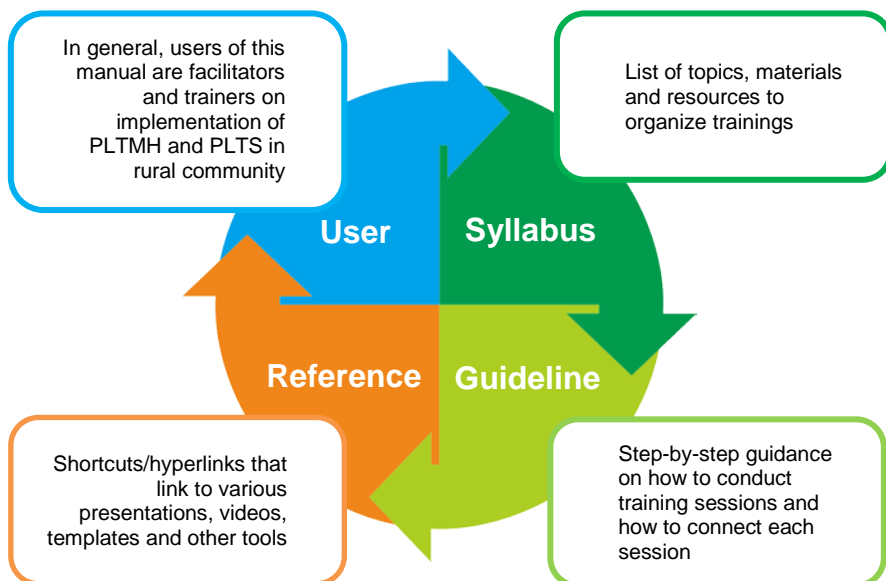 In general, users of this
manual are facilitators
and trainers on
implementation of
PLTMH and PLTS in
rural community
List of topics, materials
and resources to
organize trainings
User
Syllabus
Reference
Guideline
Shortcuts/hyperlinks that
link to various
presentations, videos,
templates and other tools
Step-by-step guidance
on how to conduct
training sessions and
how to connect each
session